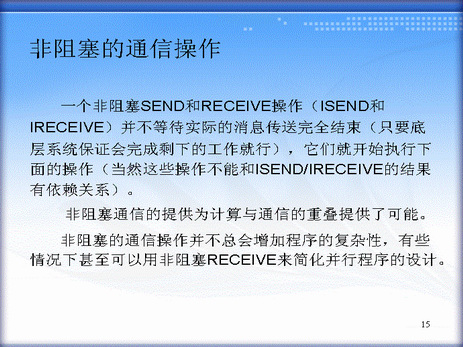 非阻塞的通信操作
一个非阻塞SEND和RECEIVE操作（ISEND和
IRECEIVE）并不等待实际的消息传送完全结束（只要底
层系统保证会完成剩下的工作就行），它们就开始执行下
面的操作（当然这些操作不能和ISEND/IRECEIVE的结果
有依赖关系）。
非阻塞通信的提供为计算与通信的重叠提供了可能。
非阻塞的通信操作并不总会增加程序的复杂性，有些
情况下甚至可以用非阻塞RECEIVE来简化并行程序的设计。
15